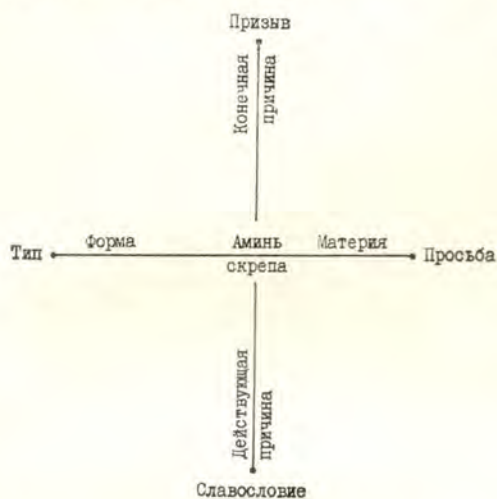 Призыв
Конечная
причина
Форма
Аминь
Материя
Тип
Просьба
скрепа
Действующая
причина
Славословие